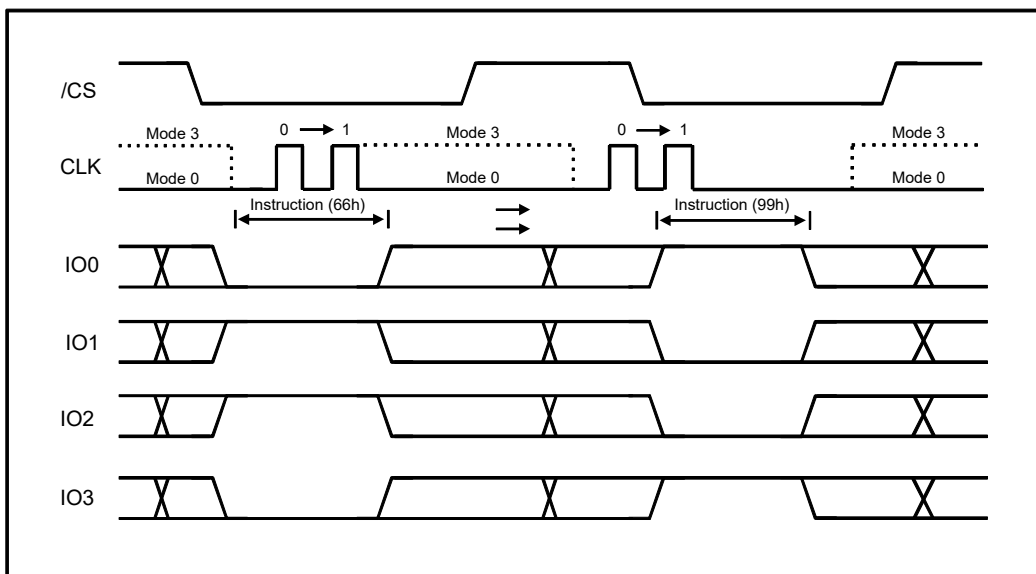 /CS
Mode 3
0
1
Mode 3
0
1
Mode 3
CLK
Mode 0
Mode 0
Mode 0
Instruction (66h)
Instruction (99h)
IO0
IO1
IO2
IO3